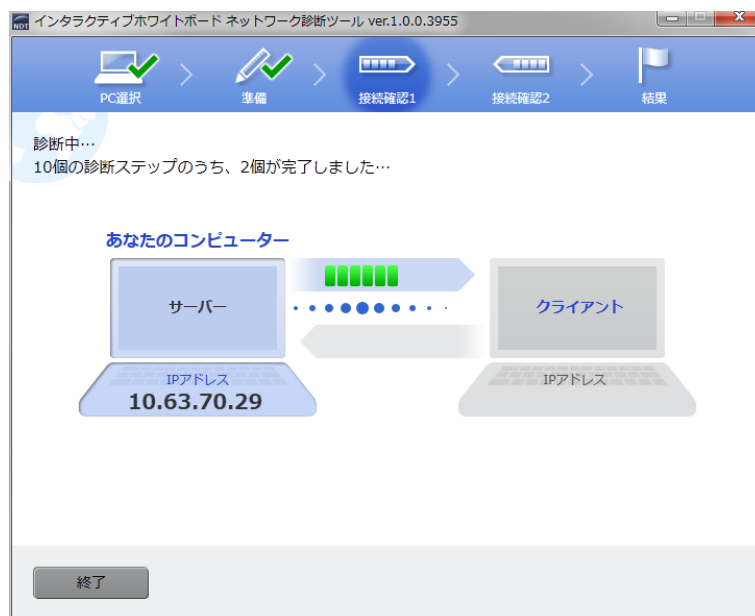 NDT
インタラクティブホワイトボード ネットワーク診断ツール ver.1.0.0.3955
PC選択
準備
接続確認1
接続確認2
結果
診断中…
10個の診断ステップのうち、2個が完了しました…
あなたのコンピューター
サーバー
クライアント
IPアドレス
10.63.70.29
IPアドレス
終了